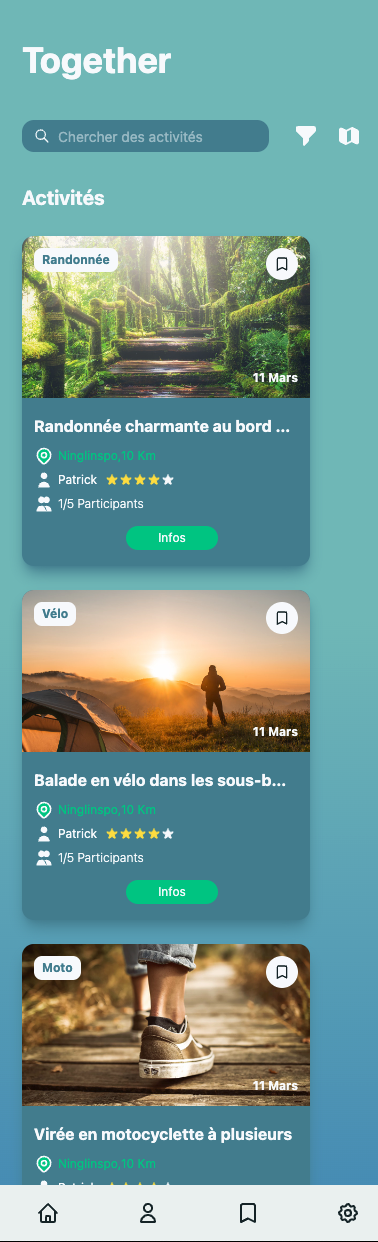 Together
Chercher des activités
Activités
Randonnée
11 Mars
Randonnée charmante au bord ...
Ninglinspo,10 Km
Patrick
1/5 Participants
Infos
Vélo
11 Mars
Balade en vélo dans les sous-b...
Ninglinspo,10 Km
Patrick
1/5 Participants
Infos
Moto
11 Mars
Virée en motocyclette à plusieurs
Ninglinspo,10 Km